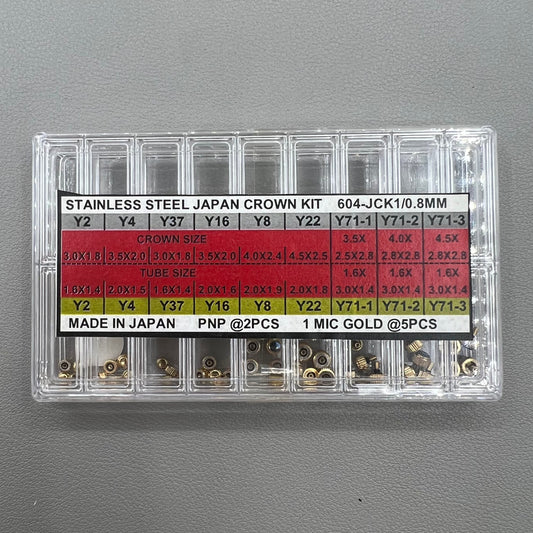 STAINLESS STEEL JAPAN CROWN KIT 604-JCK1/0.8MM
Y2 Y4 Y37 Y16 Y8 Y22 Y71-1 Y71-2 Y71-3
CROWN SIZE 3.5X 4.0X 4.5X
3.0X1.8 3.5X2.0 3.0X1.8 3.5X2.0 4.0X2.4 4.5X2.5 2.5X2.8 2.8X2.8 2.8X2.8
TUBE SIZE 1.6X 1.6X 1.6X
1.6X1.4 2.0X1.5 1.6X1.4 2.0X1.6 2.0X1.9 2.0X1.8 3.0X1.4 3.0X1.4 3.0X1.4
Y2 Y4 Y37 Y16 Y8 Y22 Y71-1 Y71-2 Y71-3
MADE IN JAPAN PNP @2PCS 1 MIC GOLD @5PCS